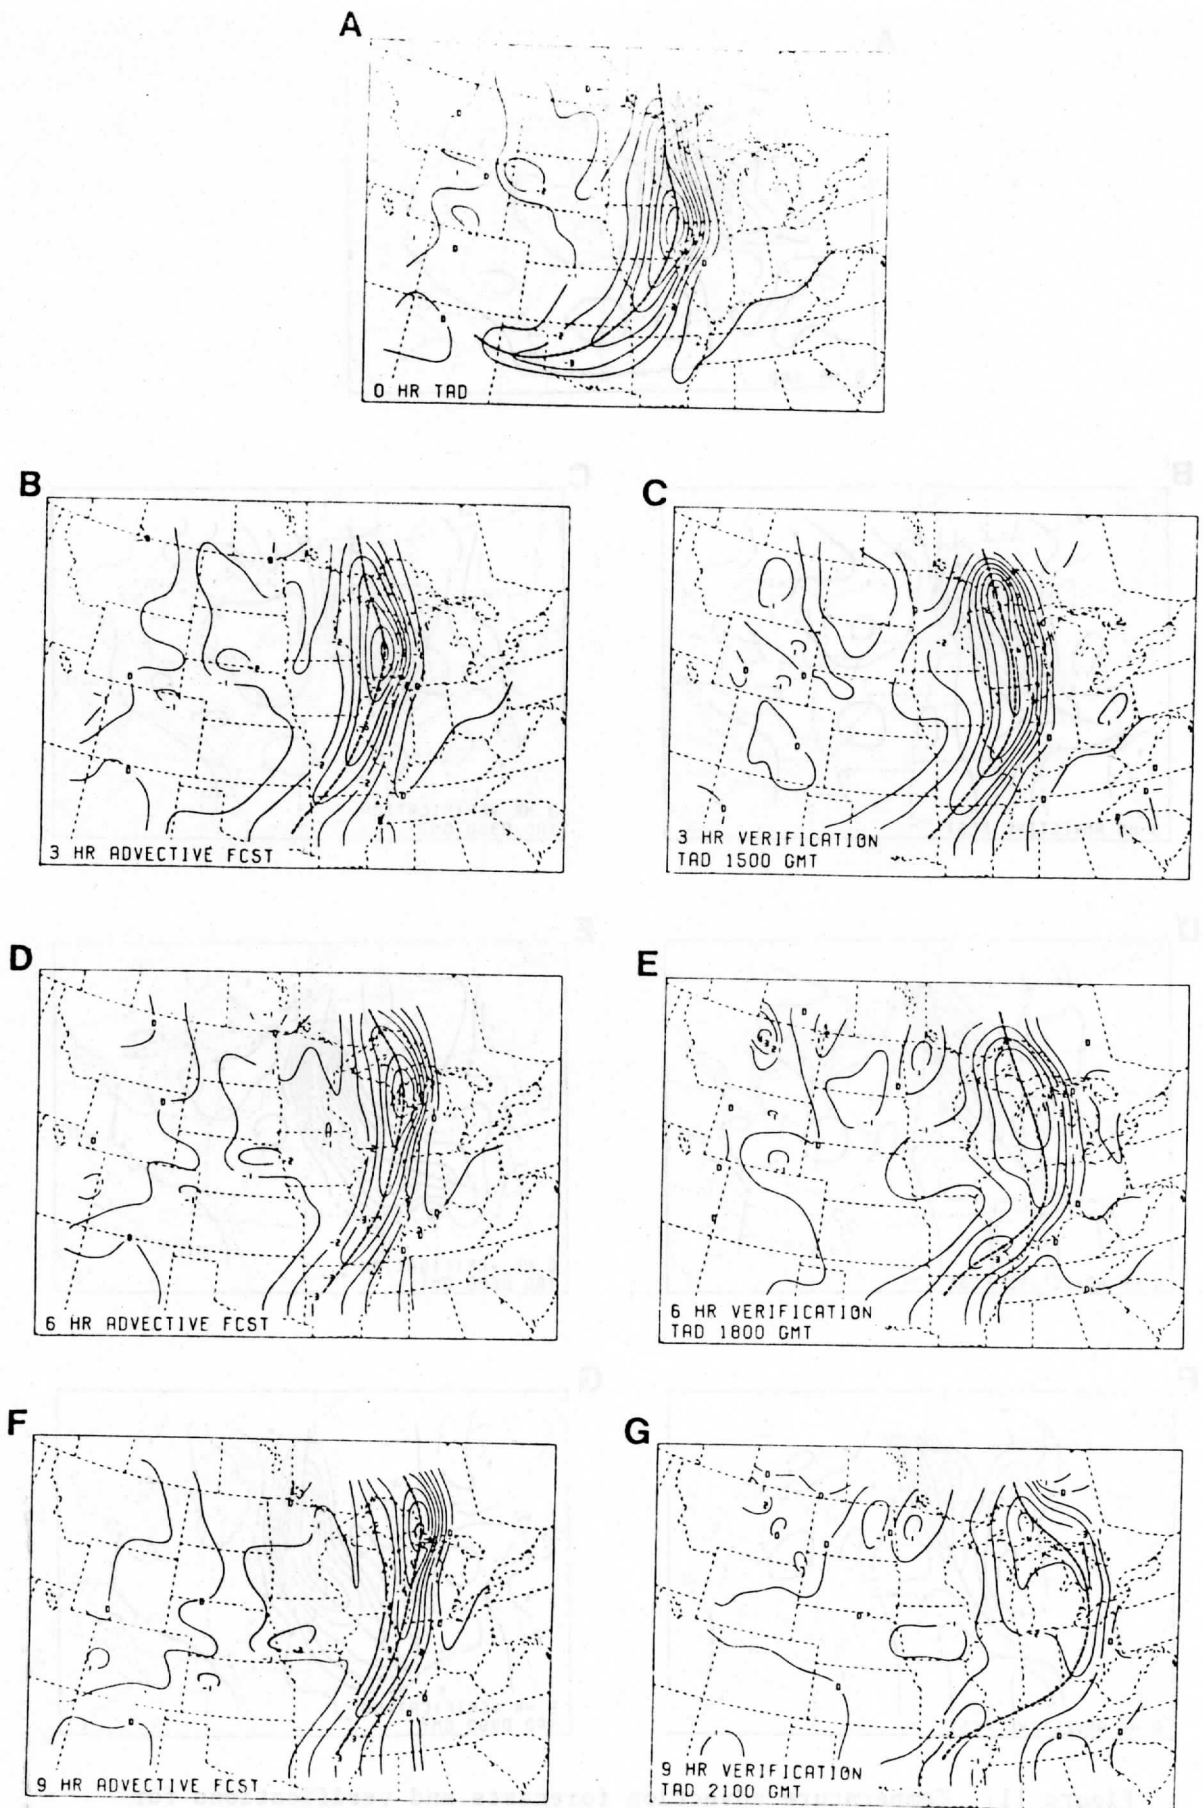 A
0 HR TAD
B
3 HR ADVECTIVE FCST
C
3 HR VERIFICATION
TAD 1500 GMT
D
6 HR ADVECTIVE FCST
E
6 HR VERIFICATION
TAD 1800 GMT
F
9 HR ADVECTIVE FCST
G
9 HR VERIFICATION
TAD 2100 GMT